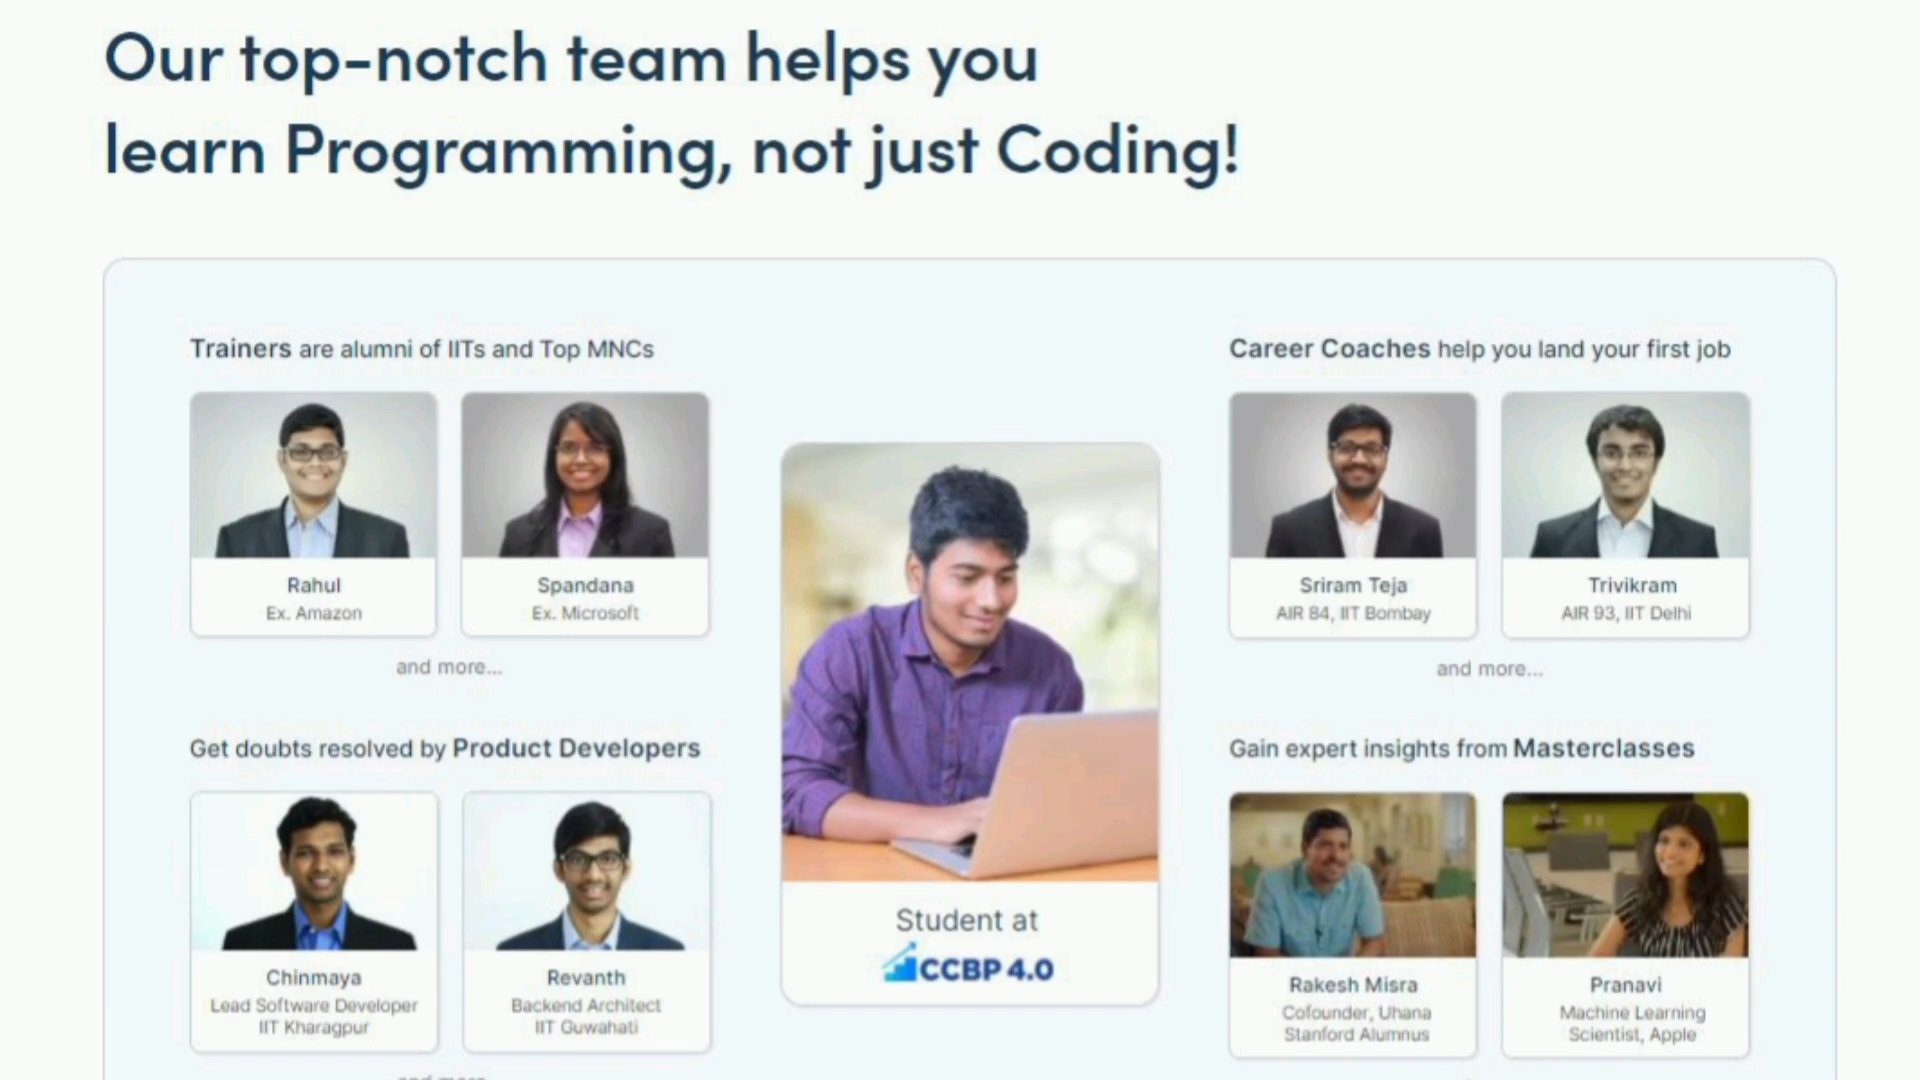 Our top-notch team helps you
learn Programming, not just Coding!
Trainers are alumni of IITs and Top MNCs
Rahul
Ex. Amazon
Spandana
Ex. Microsoft
and more...
Get doubts resolved by Product Developers
Chinmaya
Lead Software Developer
IIT Kharagpur
Revanth
Backend Architect
IIT Guwahati
and more
Student at
CCBP 4.0
Career Coaches help you land your first job
Sriram Teja
AIR 84, IIT Bombay
Trivikram
AIR 93, IIT Delhi
and more...
Gain expert insights from Masterclasses
Rakesh Misra
Cofounder, Uhana
Stanford Alumnus
Pranavi
Machine Learning
Scientist, Apple